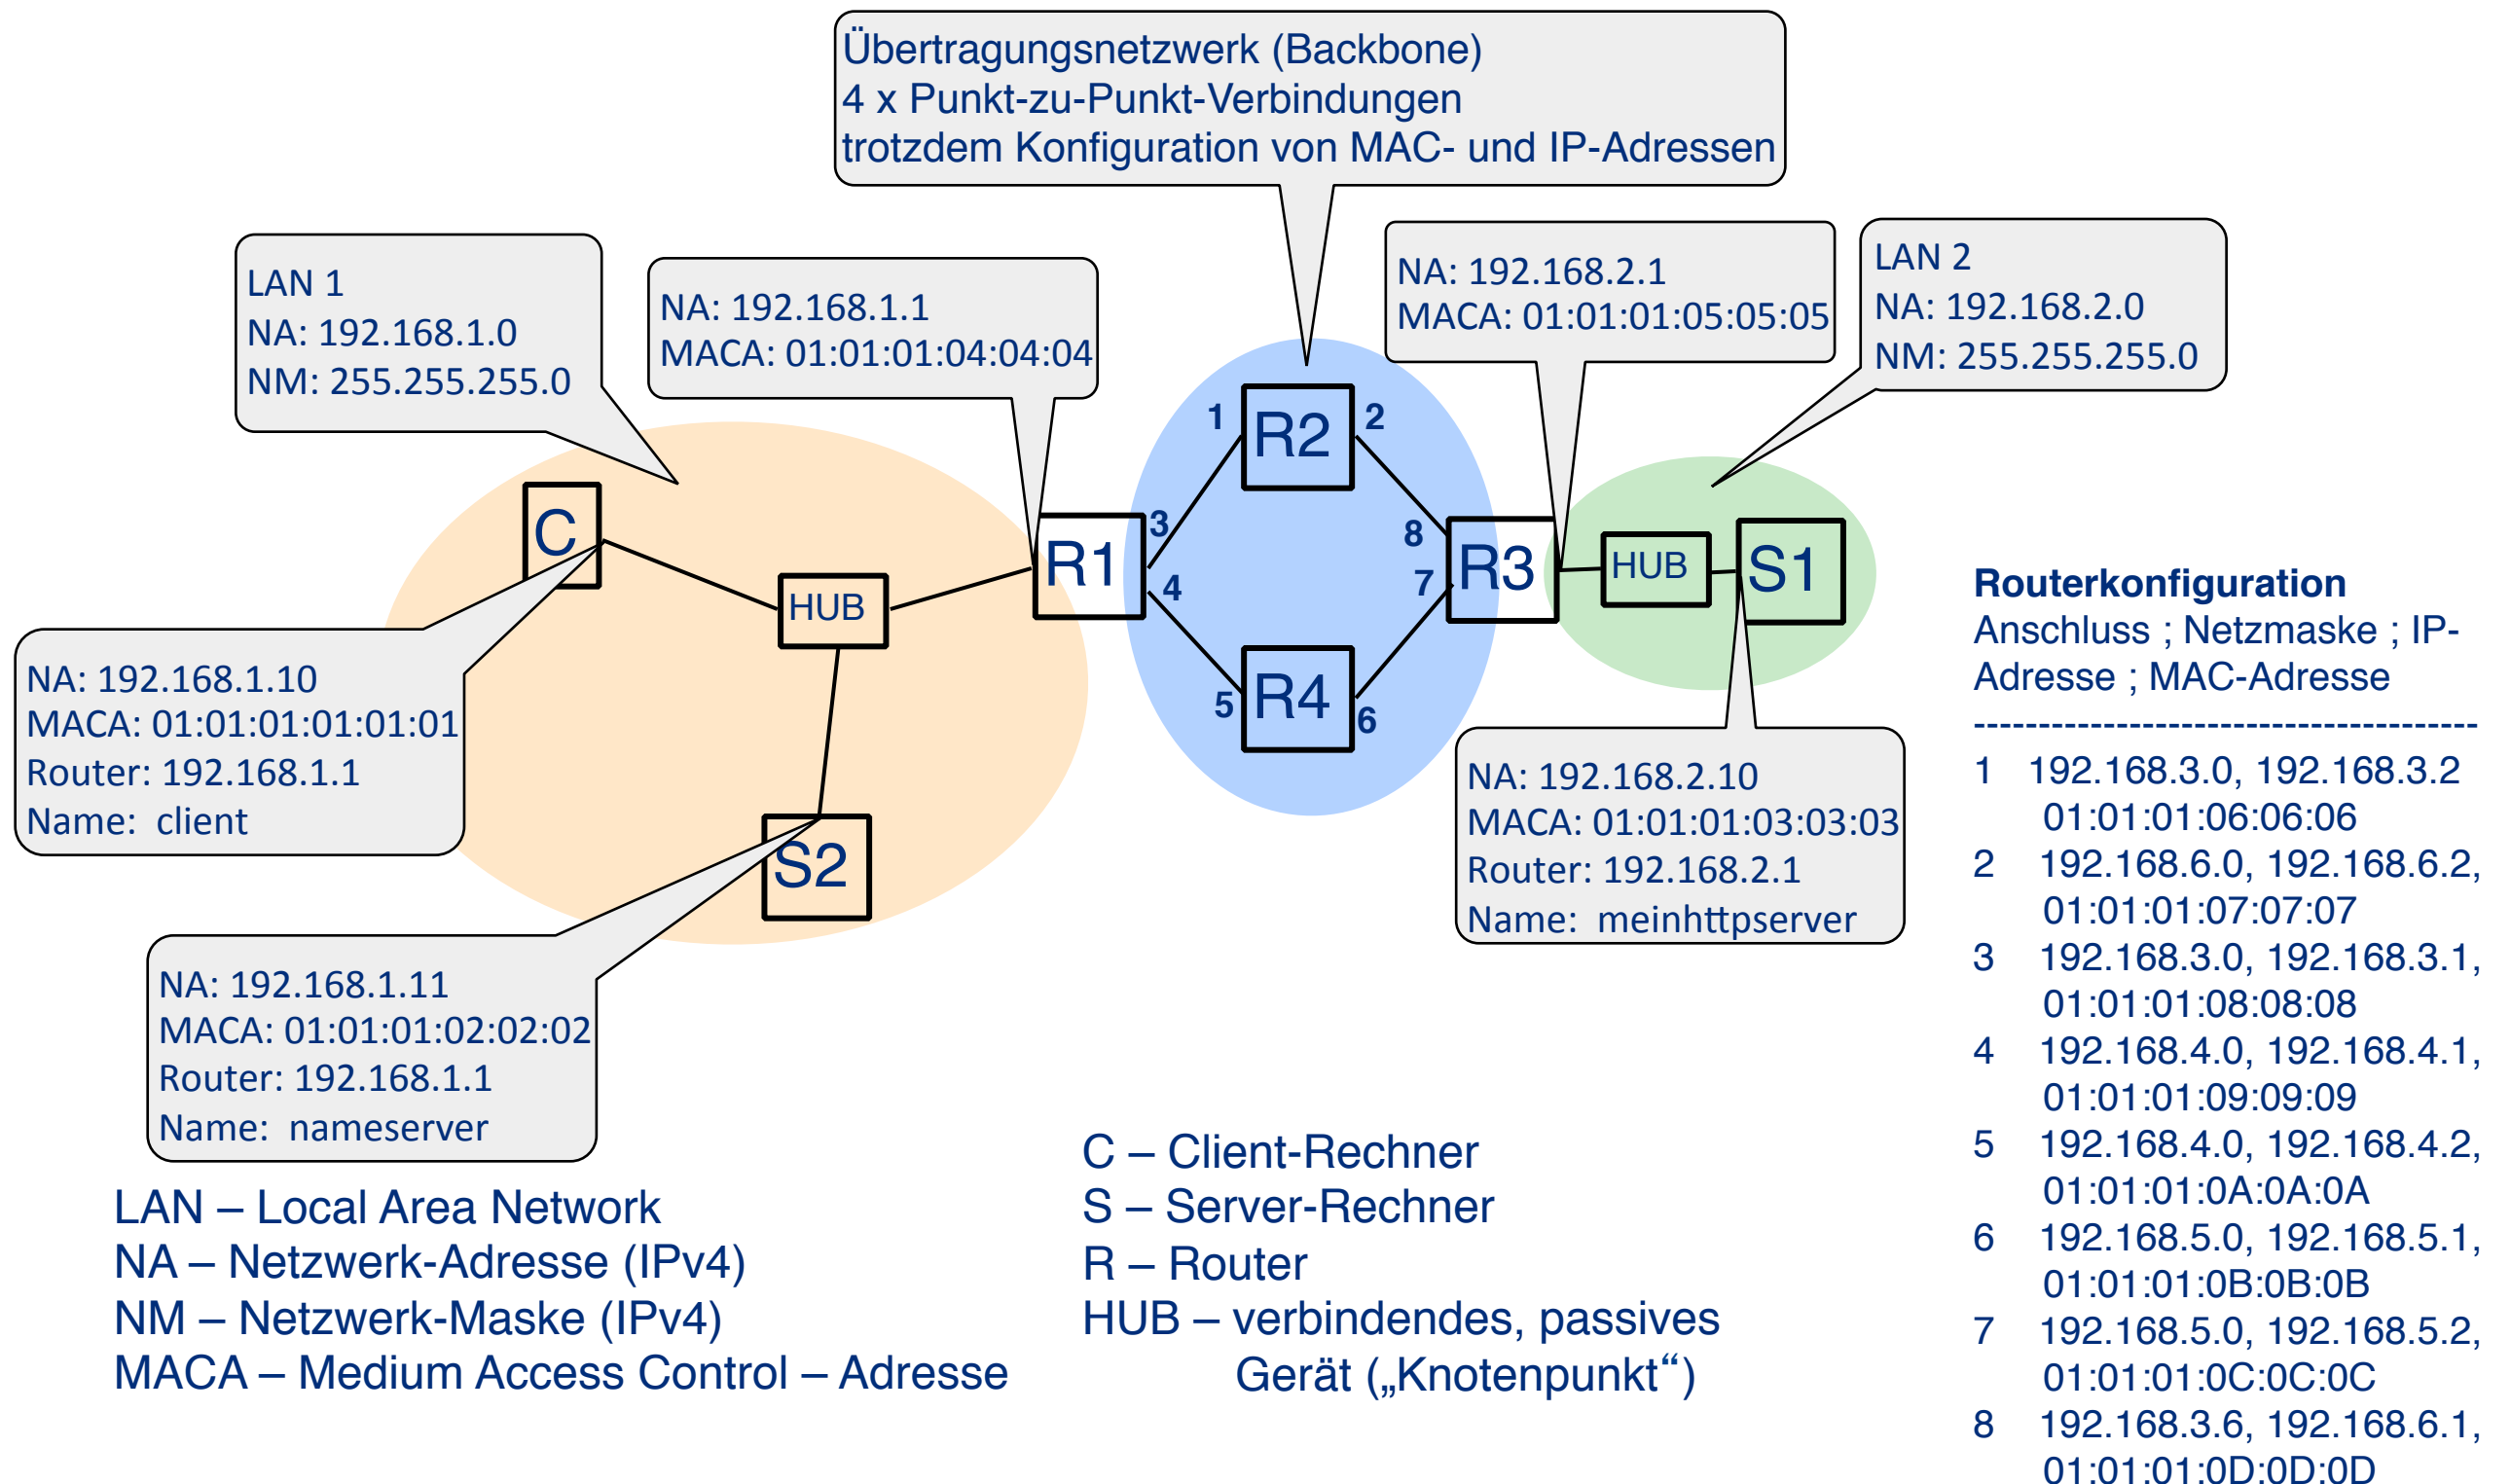 Übertragungsnetzwerk (Backbone)
4 x Punkt-zu-Punkt-Verbindungen
trotzdem Konfiguration von MAC- und IP-Adressen
LAN 1
NA: 192.168.1.0
NM: 255.255.255.0
NA: 192.168.1.1
MACA: 01:01:01:04:04:04
NA: 192.168.2.1
MACA: 01:01:01:05:05:05
LAN 2
NA: 192.168.2.0
NM: 255.255.255.0
1
R2
2
C
3
R1
4
8
R3
7
HUB
S1
HUB
5
R4
6
S2
NA: 192.168.1.10
MACA: 01:01:01:01:01:01
Router: 192.168.1.1
Name: client
NA: 192.168.2.10
MACA: 01:01:01:03:03:03
Router: 192.168.2.1
Name: meinhttpserver
NA: 192.168.1.11
MACA: 01:01:01:02:02:02
Router: 192.168.1.1
Name: nameserver
LAN – Local Area Network
NA – Netzwerk-Adresse (IPv4)
NM – Netzwerk-Maske (IPv4)
MACA – Medium Access Control – Adresse
C – Client-Rechner
S – Server-Rechner
R – Router
HUB – verbindendes, passives
Gerät („Knotenpunkt“)
Routerkonfiguration
Anschluss ; Netzmaske ; IP-
Adresse ; MAC-Adresse
---------------------------------------
1 192.168.3.0, 192.168.3.2
01:01:01:06:06:06
2 192.168.6.0, 192.168.6.2,
01:01:01:07:07:07
3 192.168.3.0, 192.168.3.1,
01:01:01:08:08:08
4 192.168.4.0, 192.168.4.1,
01:01:01:09:09:09
5 192.168.4.0, 192.168.4.2,
01:01:01:0A:0A:0A
6 192.168.5.0, 192.168.5.1,
01:01:01:0B:0B:0B
7 192.168.5.0, 192.168.5.2,
01:01:01:0C:0C:0C
8 192.168.3.6, 192.168.6.1,
01:01:01:0D:0D:0D